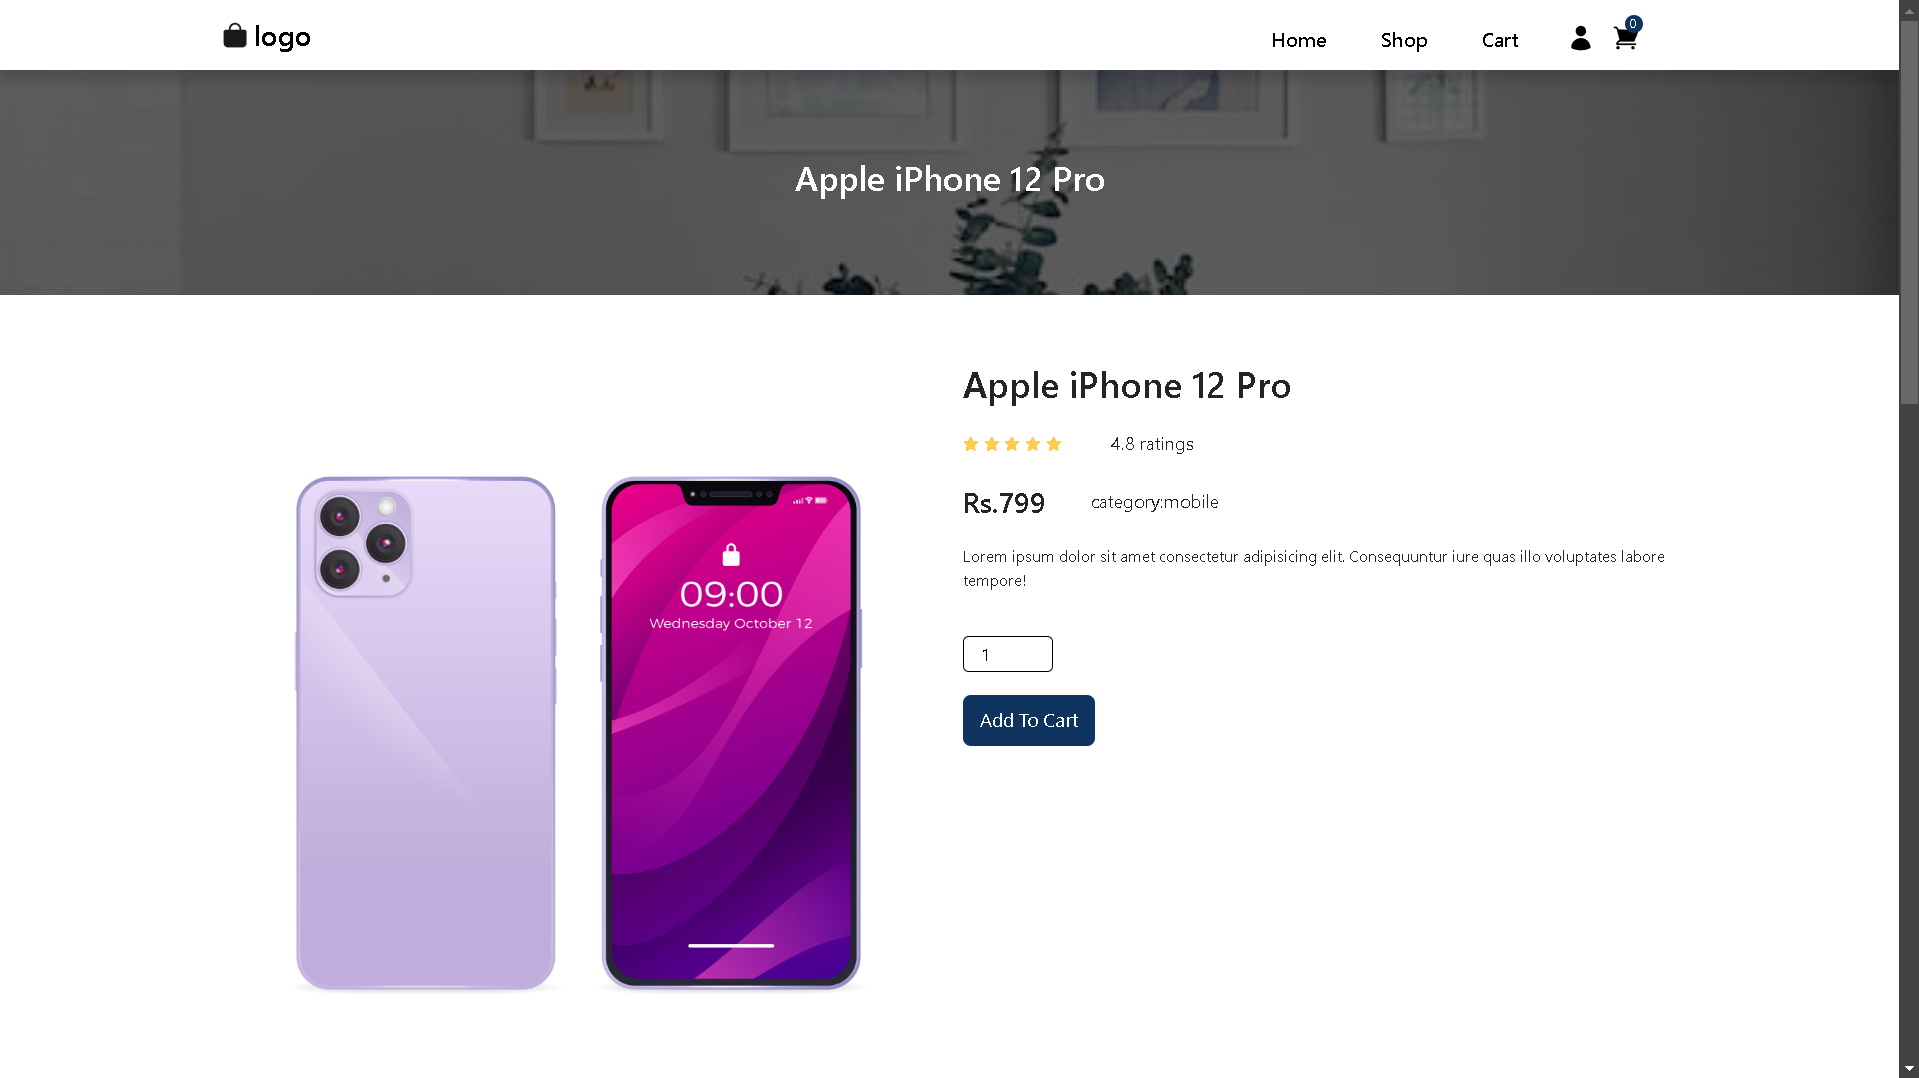 logo
Home
Shop
Cart
0
Apple iPhone 12 Pro
Apple iPhone 12 Pro
4.8 ratings
Rs.799
category:mobile
Lorem ipsum dolor sit amet consectetur adipisicing elit. Consequuntur iure quas illo voluptates labore
tempore!
1
Add To Cart
09:00
Wednesday October 12